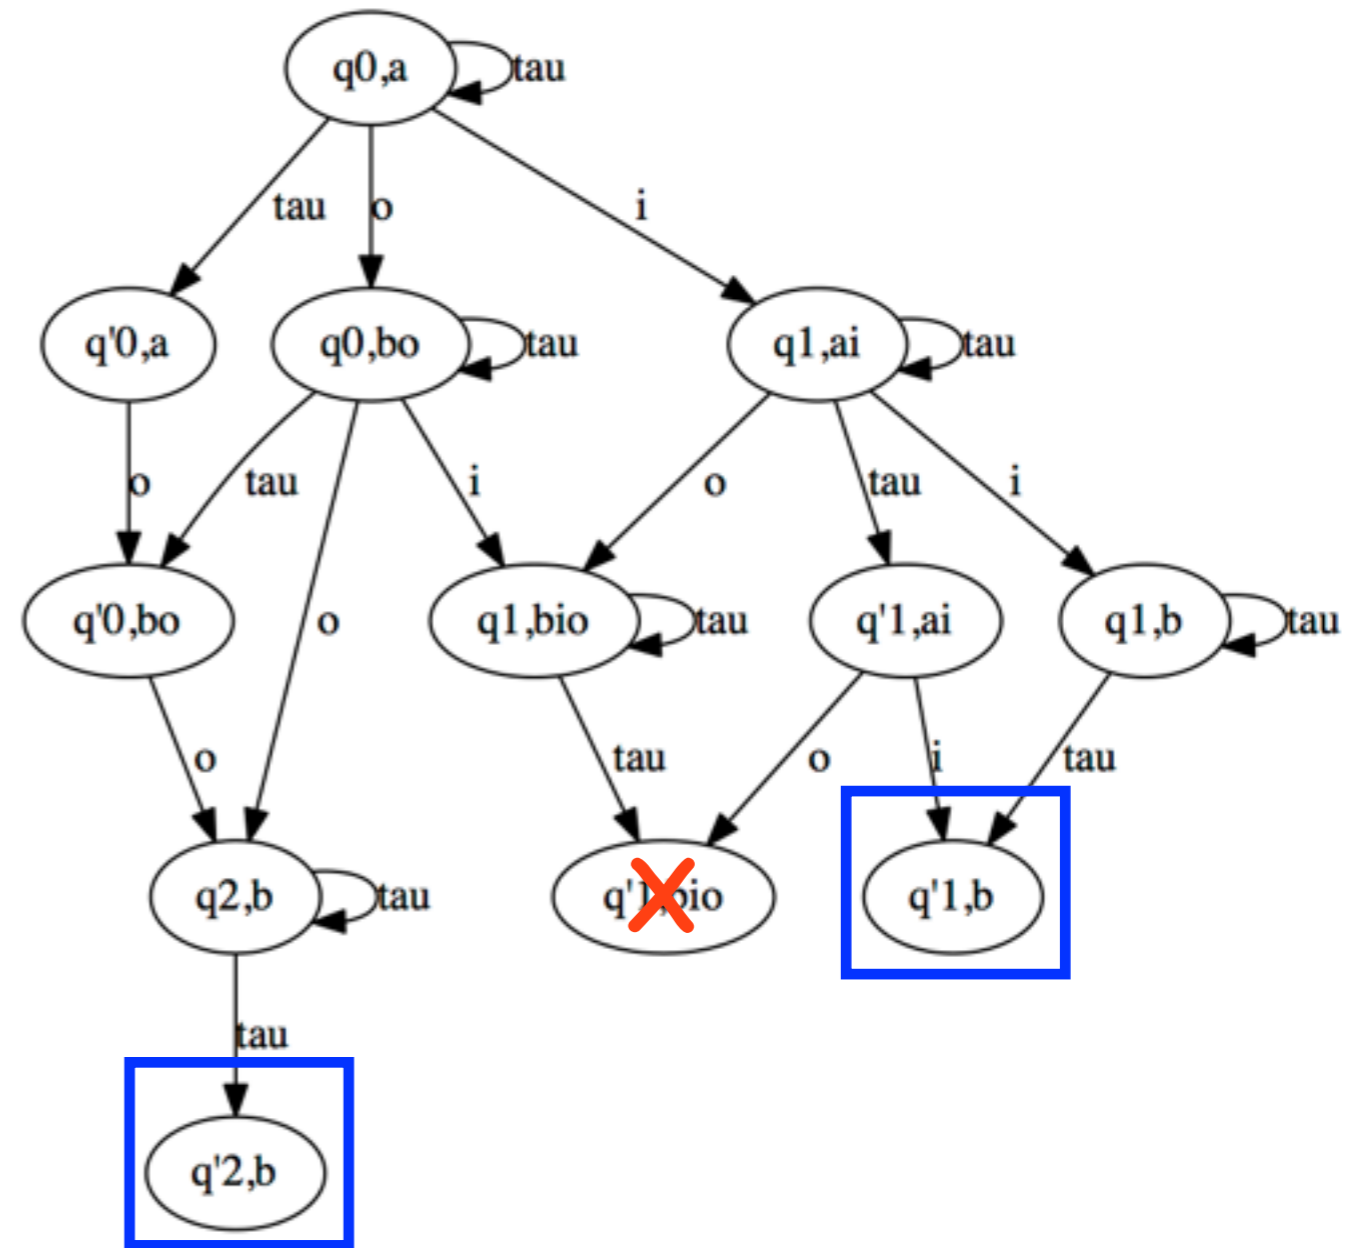 q0,a
tau
tau
o
i
q'0,a
q0,bo
tau
q1,ai
tau
o
tau
i
o
tau
i
q'0,bo
o
q1,bio
tau
q'1,ai
q1,b
tau
o
tau
o
i
tau
q2,b
tau
q'1,b
tau
q'2,b